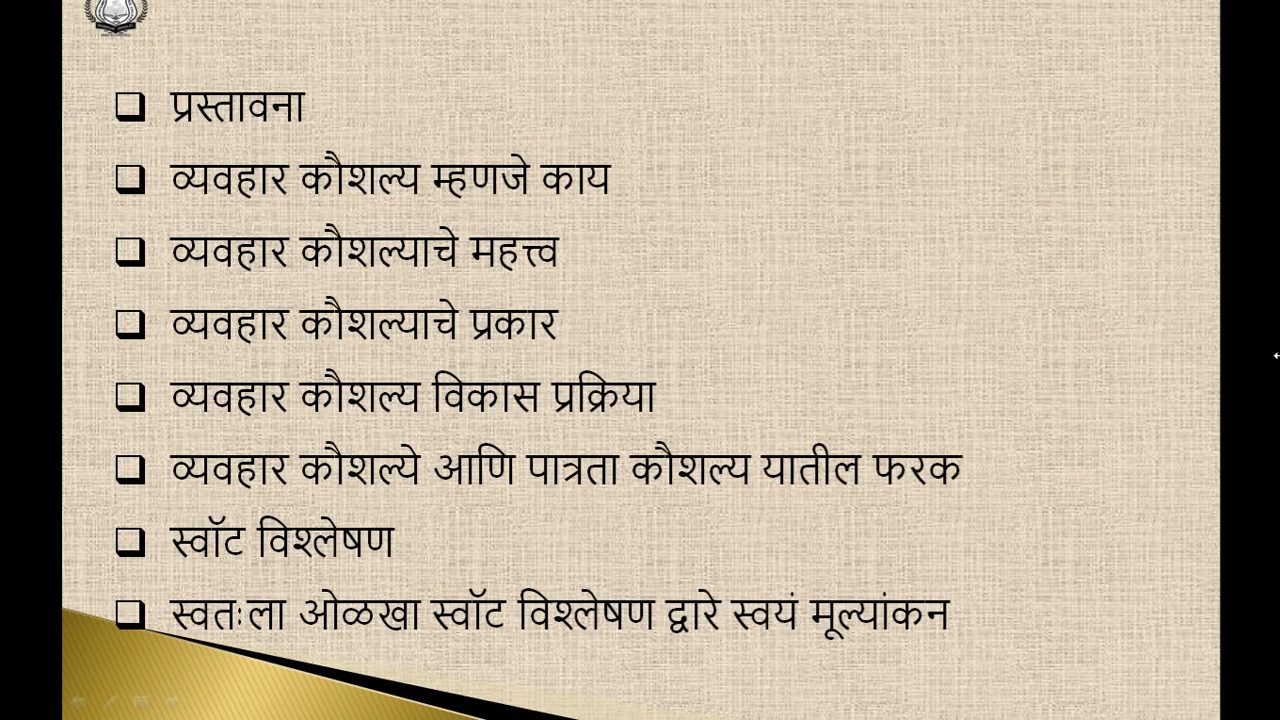 प्रस्तावना
व्यवहार कौशल्य म्हणजे काय
व्यवहार कौशल्याचे महत्त्व
व्यवहार कौशल्याचे प्रकार
व्यवहार कौशल्य विकास प्रक्रिया
व्यवहार कौशल्ये आणि पात्रता कौशल्य यातील फरक
स्वॉट विश्लेषण
स्वतःला ओळखा स्वॉट विश्लेषण द्वारे स्वयं मूल्यांकन